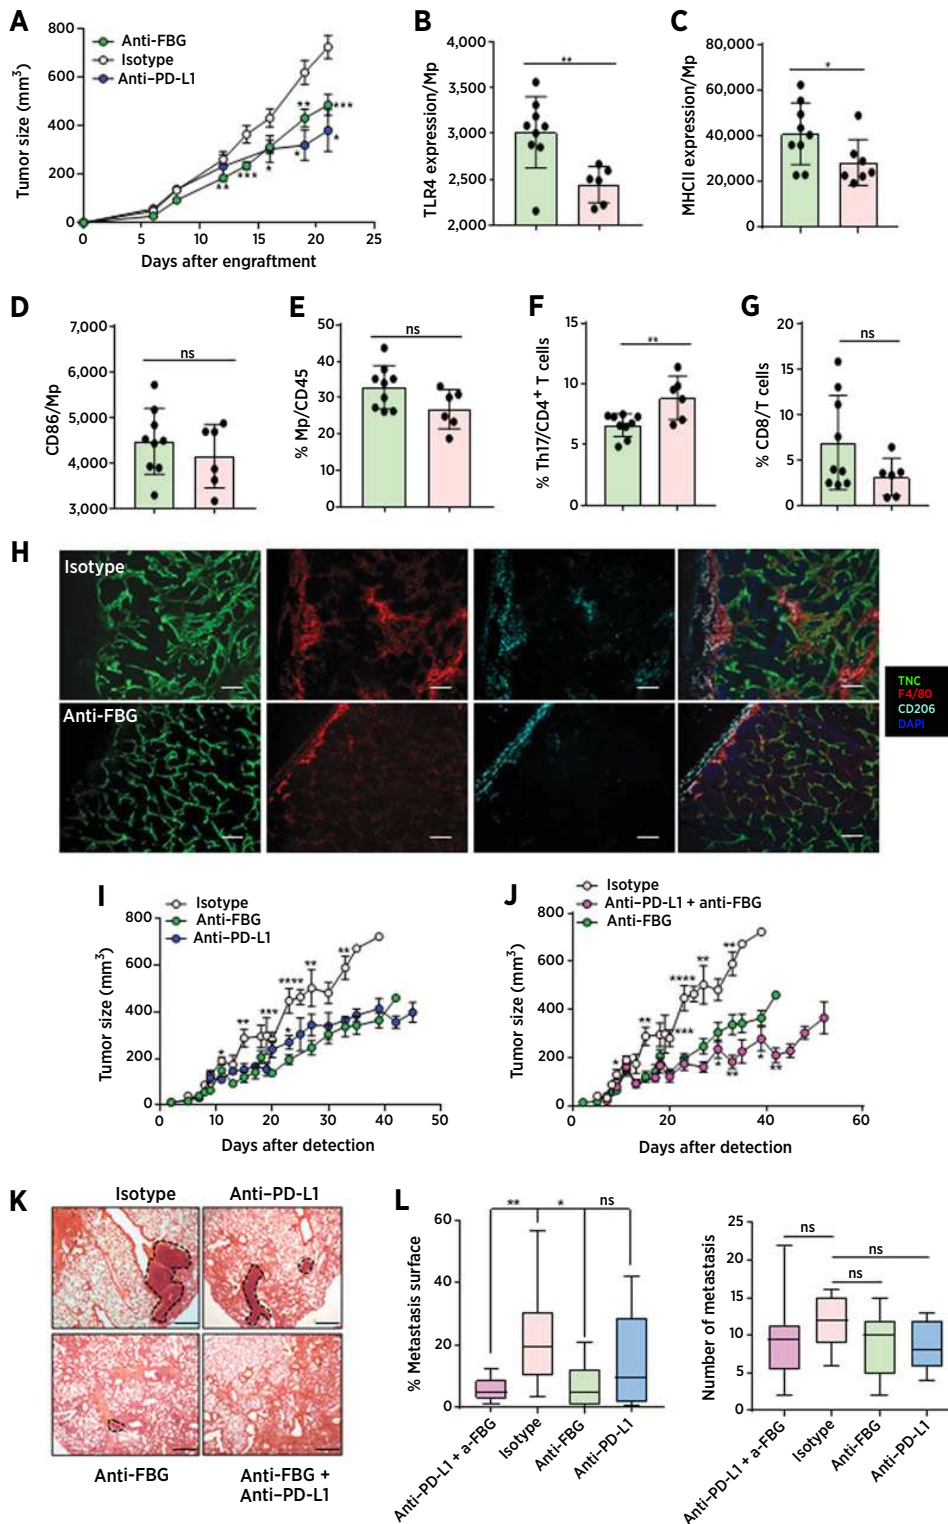 A
Anti-FBG
Isotype
Anti-PD-L1
Tumor size (mm³)
800
600
400
200
0
0 5 10 15 20 25
Days after engraftment
** *** * ** * *** *
B
**
TLR4 expression/Mp
4,000
3,500
3,000
2,500
2,000
C
*
MHCII expression/Mp
80,000
60,000
40,000
20,000
0
D
ns
CD86/Mp
7,000
6,000
5,000
4,000
3,000
E
ns
% Mp/CD45
50
40
30
20
10
0
F
**
% Th17/CD4⁺ T cells
15
10
5
0
G
ns
% CD8/T cells
20
15
10
5
0
H
Isotype
Anti-FBG
TNC
F4/80
CD206
DAPI
I
Isotype
Anti-FBG
Anti-PD-L1
Tumor size (mm³)
800
600
400
200
0
0 10 20 30 40 50
Days after detection
* ** *** **** * ** **
J
Isotype
Anti-PD-L1 + anti-FBG
Anti-FBG
Tumor size (mm³)
800
600
400
200
0
0 20 40 60
Days after detection
* ** **** *** ** ** * ** * **
K
Isotype
Anti-PD-L1
Anti-FBG
Anti-FBG +
Anti-PD-L1
L
** * ns
% Metastasis surface
60
40
20
0
Anti-PD-L1 + a-FBG
Isotype
Anti-FBG
Anti-PD-L1
ns
ns
ns
Number of metastasis
25
20
15
10
5
0
Anti-PD-L1 + a-FBG
Isotype
Anti-FBG
Anti-PD-L1